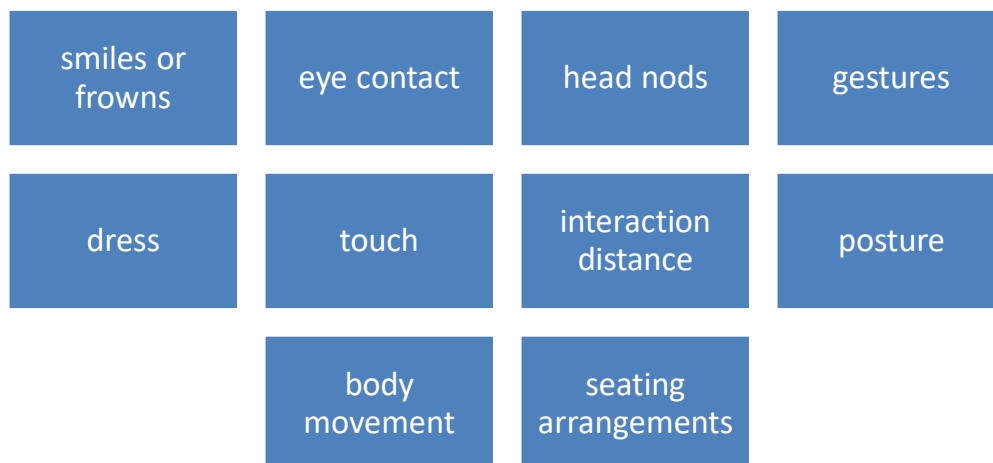 smiles or
frowns
eye contact
head nods
gestures
dress
touch
interaction
distance
posture
body
movement
seating
arrangements